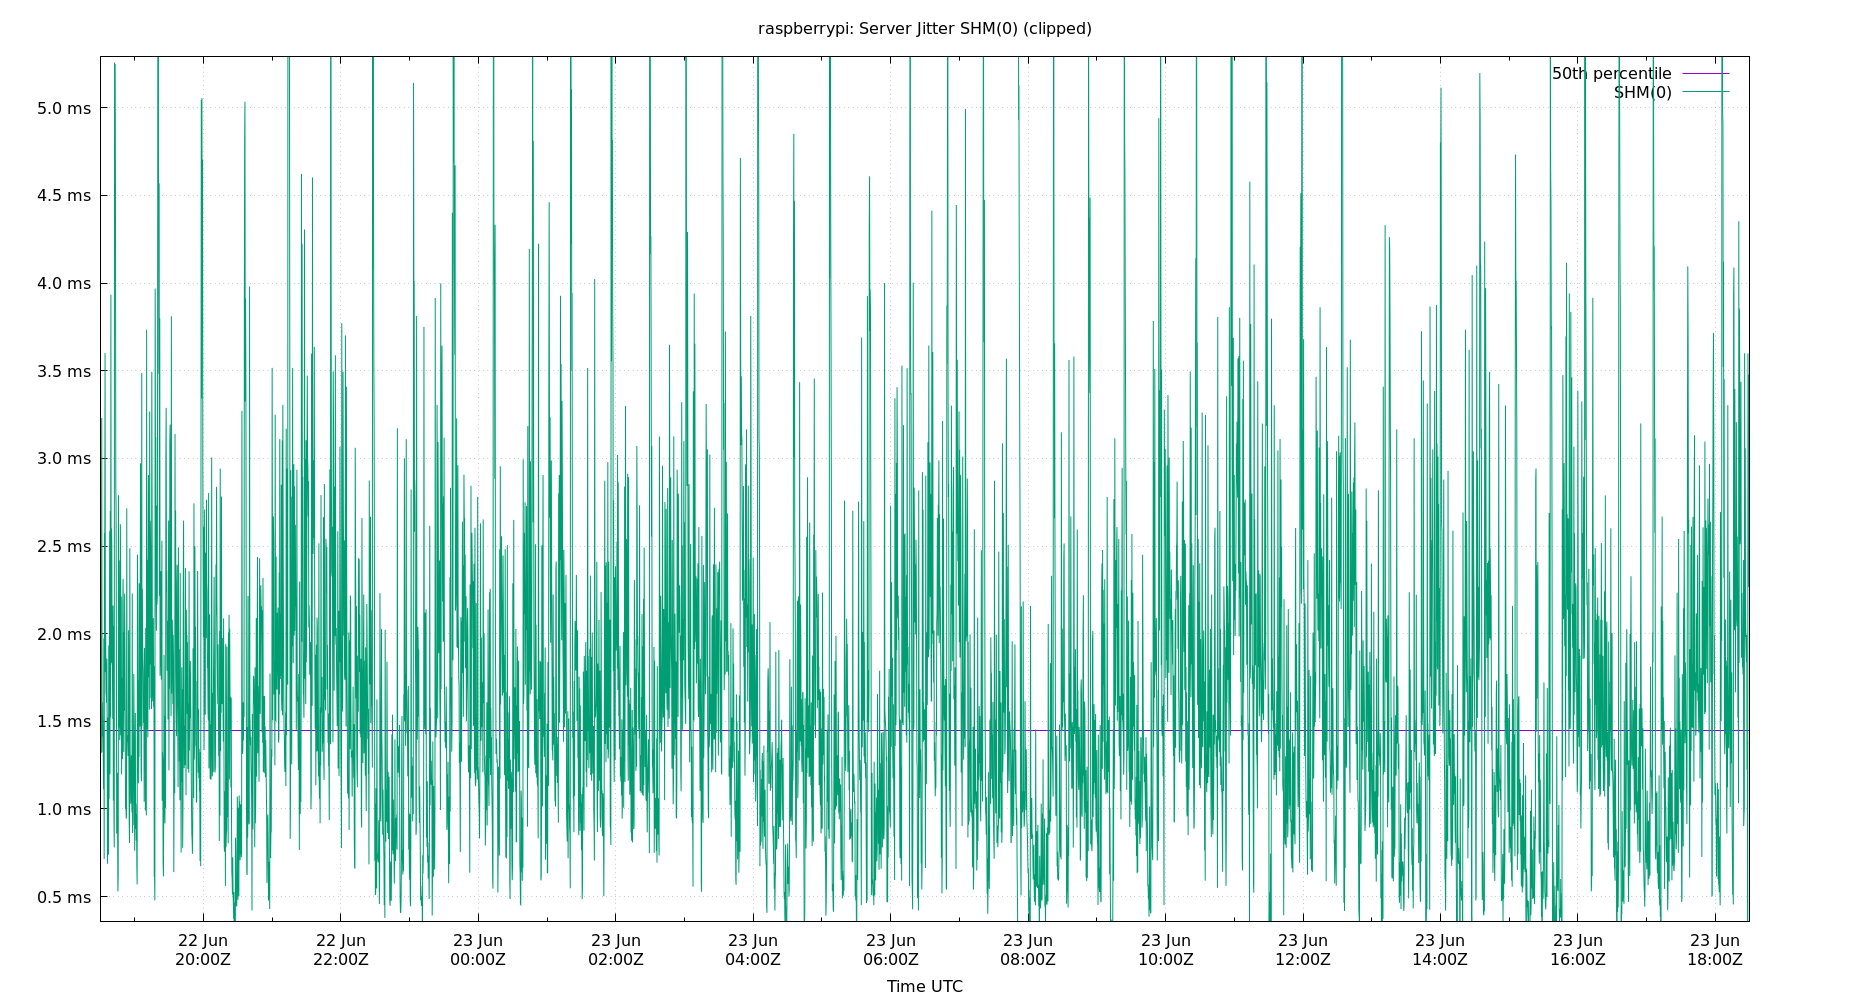 raspberrypi: Server Jitter SHM(0) (clipped)
50th percentile
SHM(0)
5.0 ms
4.5 ms
4.0 ms
3.5 ms
3.0 ms
2.5 ms
2.0 ms
1.5 ms
1.0 ms
0.5 ms
22 Jun 22 Jun 23 Jun 23 Jun 23 Jun 23 Jun 23 Jun 23 Jun 23 Jun 23 Jun 23 Jun 23 Jun
20:00Z 22:00Z 00:00Z 02:00Z 04:00Z 06:00Z 08:00Z 10:00Z 12:00Z 14:00Z 16:00Z 18:00Z
Time UTC